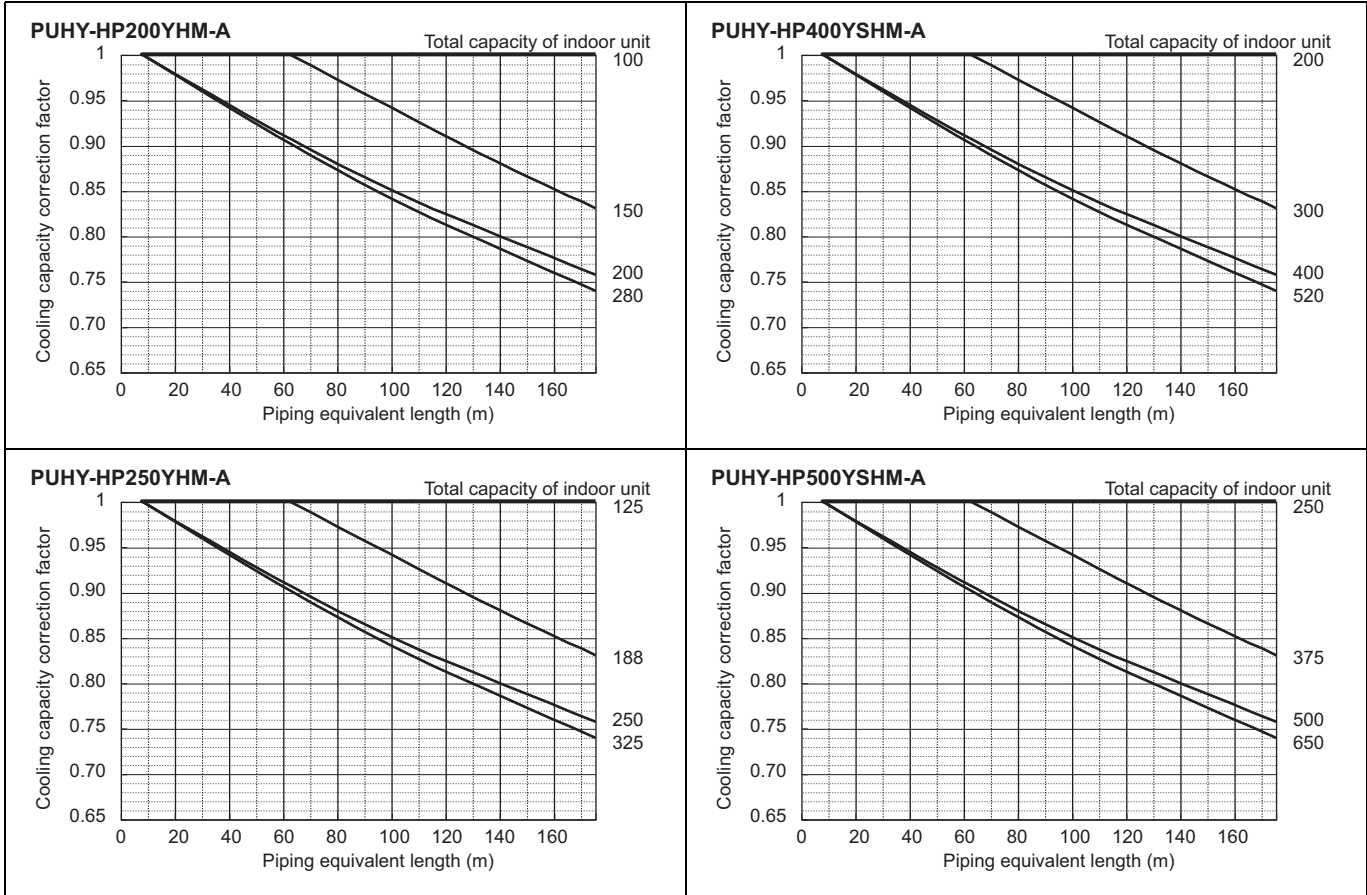 PUHY-HP200YHM-A
Total capacity of indoor unit
Cooling capacity correction factor
1
0.95
0.90
0.85
0.80
0.75
0.70
0.65
100
150
200
280
0 20 40 60 80 100 120 140 160
Piping equivalent length (m)
PUHY-HP400YSHM-A
Total capacity of indoor unit
Cooling capacity correction factor
1
0.95
0.90
0.85
0.80
0.75
0.70
0.65
200
300
400
520
0 20 40 60 80 100 120 140 160
Piping equivalent length (m)
PUHY-HP250YHM-A
Total capacity of indoor unit
Cooling capacity correction factor
1
0.95
0.90
0.85
0.80
0.75
0.70
0.65
125
188
250
325
0 20 40 60 80 100 120 140 160
Piping equivalent length (m)
PUHY-HP500YSHM-A
Total capacity of indoor unit
Cooling capacity correction factor
1
0.95
0.90
0.85
0.80
0.75
0.70
0.65
250
375
500
650
0 20 40 60 80 100 120 140 160
Piping equivalent length (m)